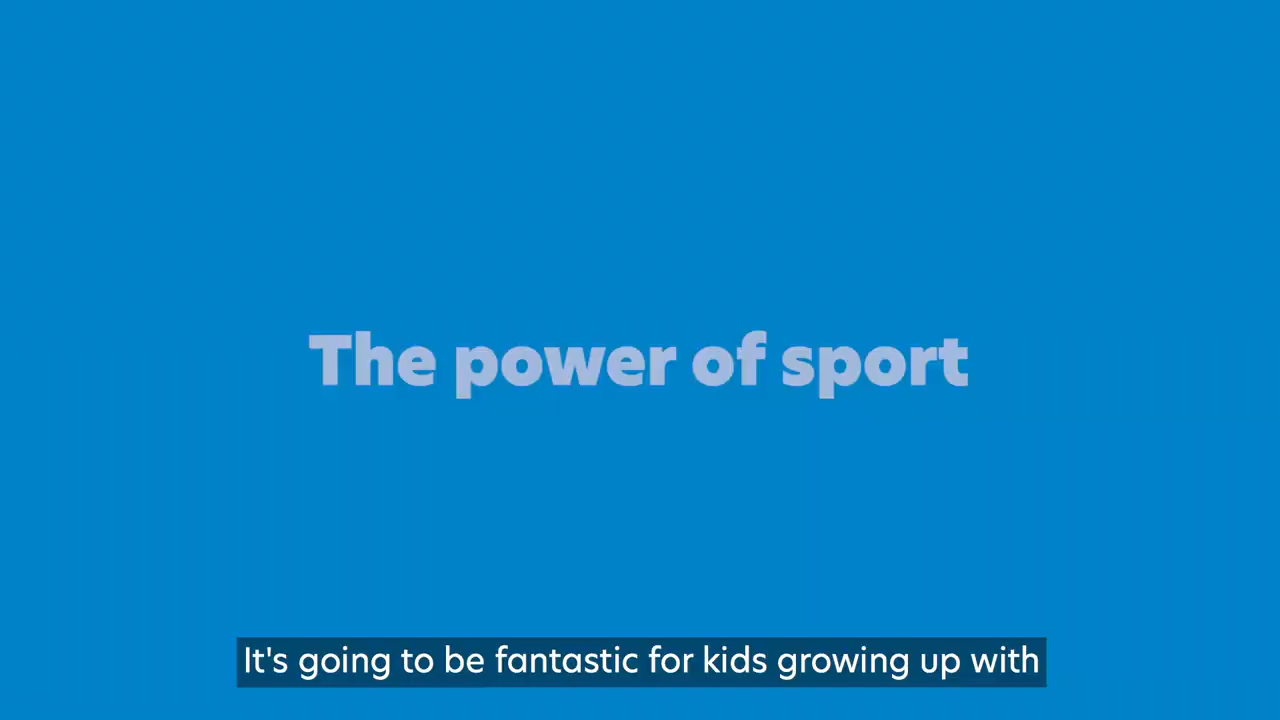 The power of sport
It's going to be fantastic for kids growing up with